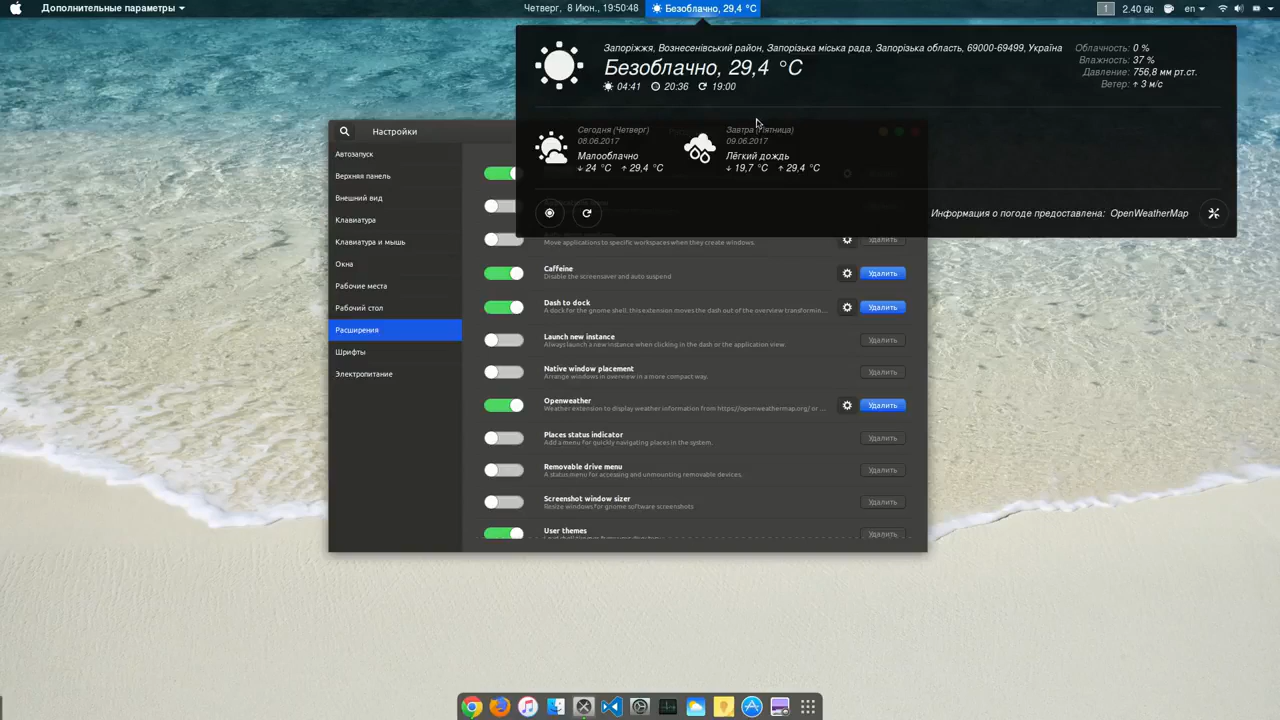 Дополнительные параметры
Четверг, 8 Июн., 19:50:48
Безоблачно, 29,4 °C
1
2.40 GHz
en
Запоріжжя, Вознесенівський район, Запорізька міська рада, Запорізька область, 69000-69499, Україна
Безоблачно, 29,4 °C
04:41 20:36 19:00
Облачность: 0 %
Влажность: 37 %
Давление: 756,8 мм рт.ст.
Ветер: ↑ 3 м/с
Сегодня (Четверг)
08.06.2017
Малооблачно
↓ 24 °C ↑ 29,4 °C
Завтра (Пятница)
09.06.2017
Лёгкий дождь
↓ 19,7 °C ↑ 29,4 °C
Информация о погоде предоставлена: OpenWeatherMap
Настройки
Автозапуск
Верхняя панель
Внешний вид
Клавиатура
Клавиатура и мышь
Окна
Рабочие места
Рабочий стол
Расширения
Шрифты
Электропитание
Move applications to specific workspaces when they create windows.
Удалить
Caffeine
Disable the screensaver and auto suspend
Удалить
Dash to dock
A dock for the gnome shell. this extension moves the dash out of the overview transformin...
Удалить
Launch new instance
Always launch a new instance when clicking in the dash or the application view.
Удалить
Native window placement
Arrange windows in overview in a more compact way.
Удалить
Openweather
Weather extension to display weather information from https://openweathermap.org/ or ...
Удалить
Places status indicator
Add a menu for quickly navigating places in the system.
Удалить
Removable drive menu
A status menu for accessing and unmounting removable devices.
Удалить
Screenshot window sizer
Resize windows for gnome software screenshots
Удалить
User themes
Удалить